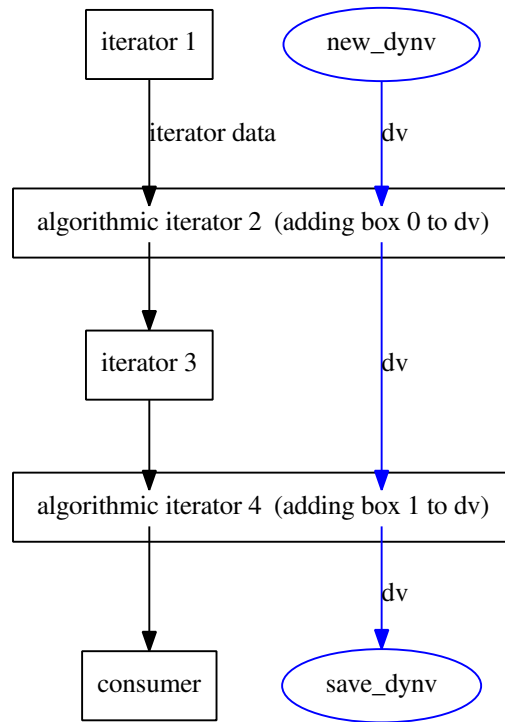 iterator 1
new_dynv
iterator data
dv
algorithmic iterator 2  (adding box 0 to dv)
iterator 3
dv
algorithmic iterator 4  (adding box 1 to dv)
dv
consumer
save_dynv